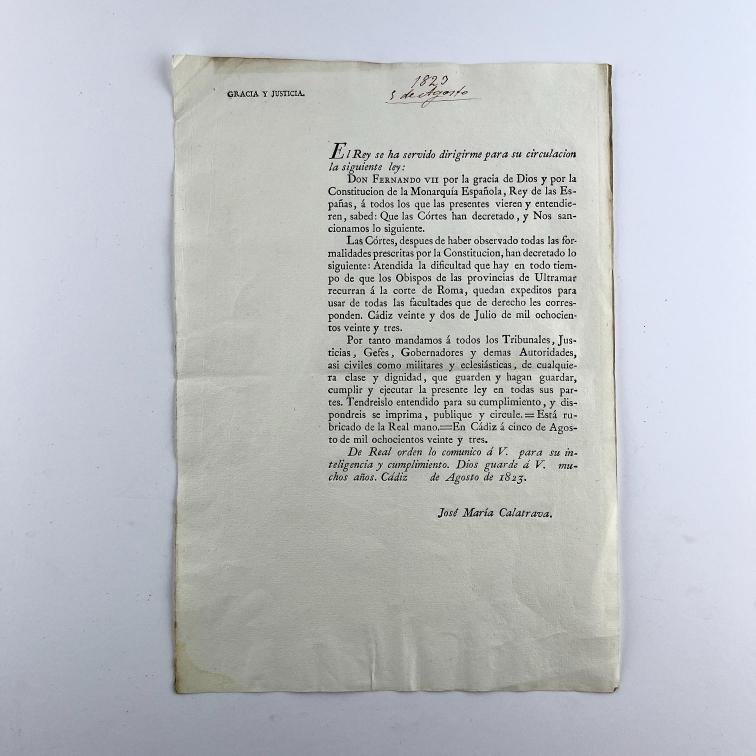 GRACIA Y JUSTICIA.
1823
5 de Agosto
El Rey se ha servido dirigirme para su circulacion
la siguiente ley:
DON FERNANDO VII por la gracia de Dios y por la
Constitucion de la Monarquía Española, Rey de las Es-
pañas, á todos los que las presentes vieren y entendie-
ren, sabed: Que las Córtes han decretado, y Nos san-
cionamos lo siguiente.
Las Córtes, despues de haber observado todas las for-
malidades prescritas por la Constitucion, han decretado lo
siguiente: Atendida la dificultad que hay en todo tiem-
po de que los Obispos de las provincias de Ultramar
recurran á la corte de Roma, quedan expeditos para
usar de todas las facultades que de derecho les corres-
ponden. Cádiz veinte y dos de Julio de mil ochocien-
tos veinte y tres.
Por tanto mandamos á todos los Tribunales, Jus-
ticias, Gefes, Gobernadores y demas Autoridades,
asi civiles como militares y eclesiásticas, de cualquie-
ra clase y dignidad, que guarden y hagan guardar,
cumplir y ejecutar la presente ley en todas sus par-
tes. Tendreislo entendido para su cumplimiento, y dis-
pondreis se imprima, publique y circule.=Está ru-
bricado de la Real mano.=En Cádiz á cinco de Agos-
to de mil ochocientos veinte y tres.
De Real orden lo comunico á V. para su in-
teligencia y cumplimiento. Dios guarde á V. mu-
chos años. Cádiz de Agosto de 1823.
José María Calatrava.